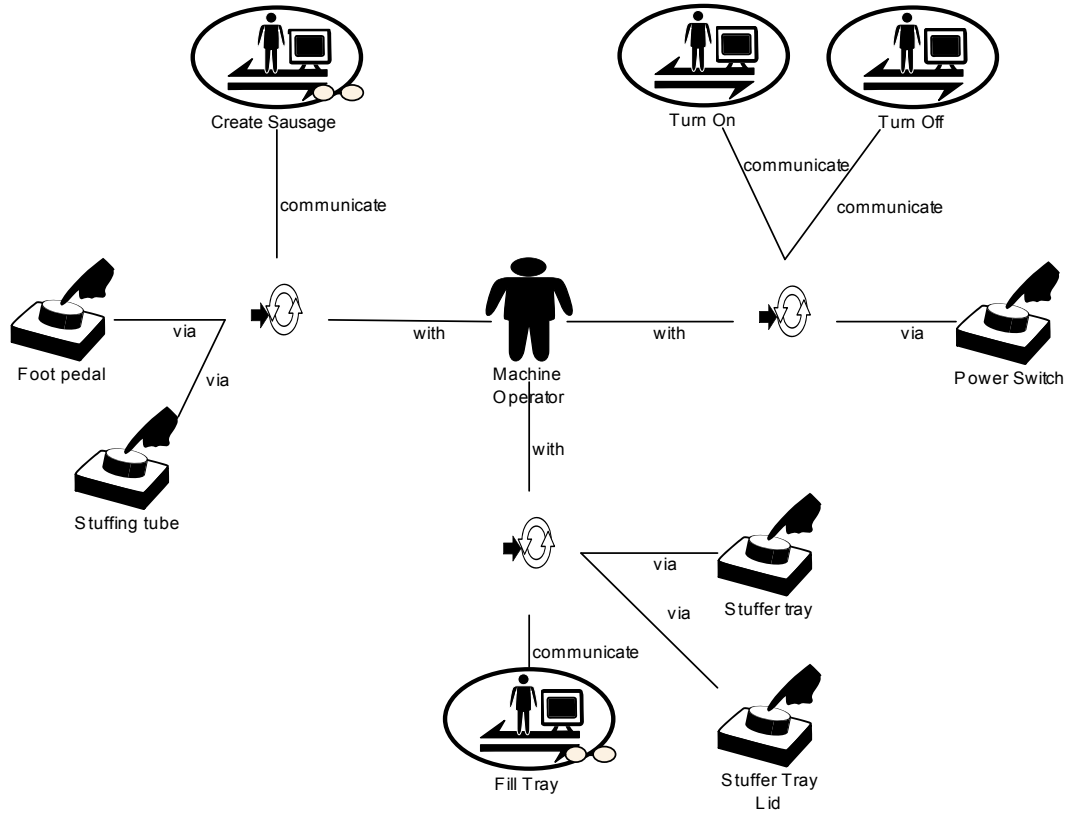 Create Sausage
Turn On
Turn Off
communicate
communicate
communicate
via
with
with
via
Foot pedal
Machine
Operator
Power Switch
via
with
Stuffing tube
via
Stuffer tray
via
communicate
Fill Tray
Stuffer Tray
Lid